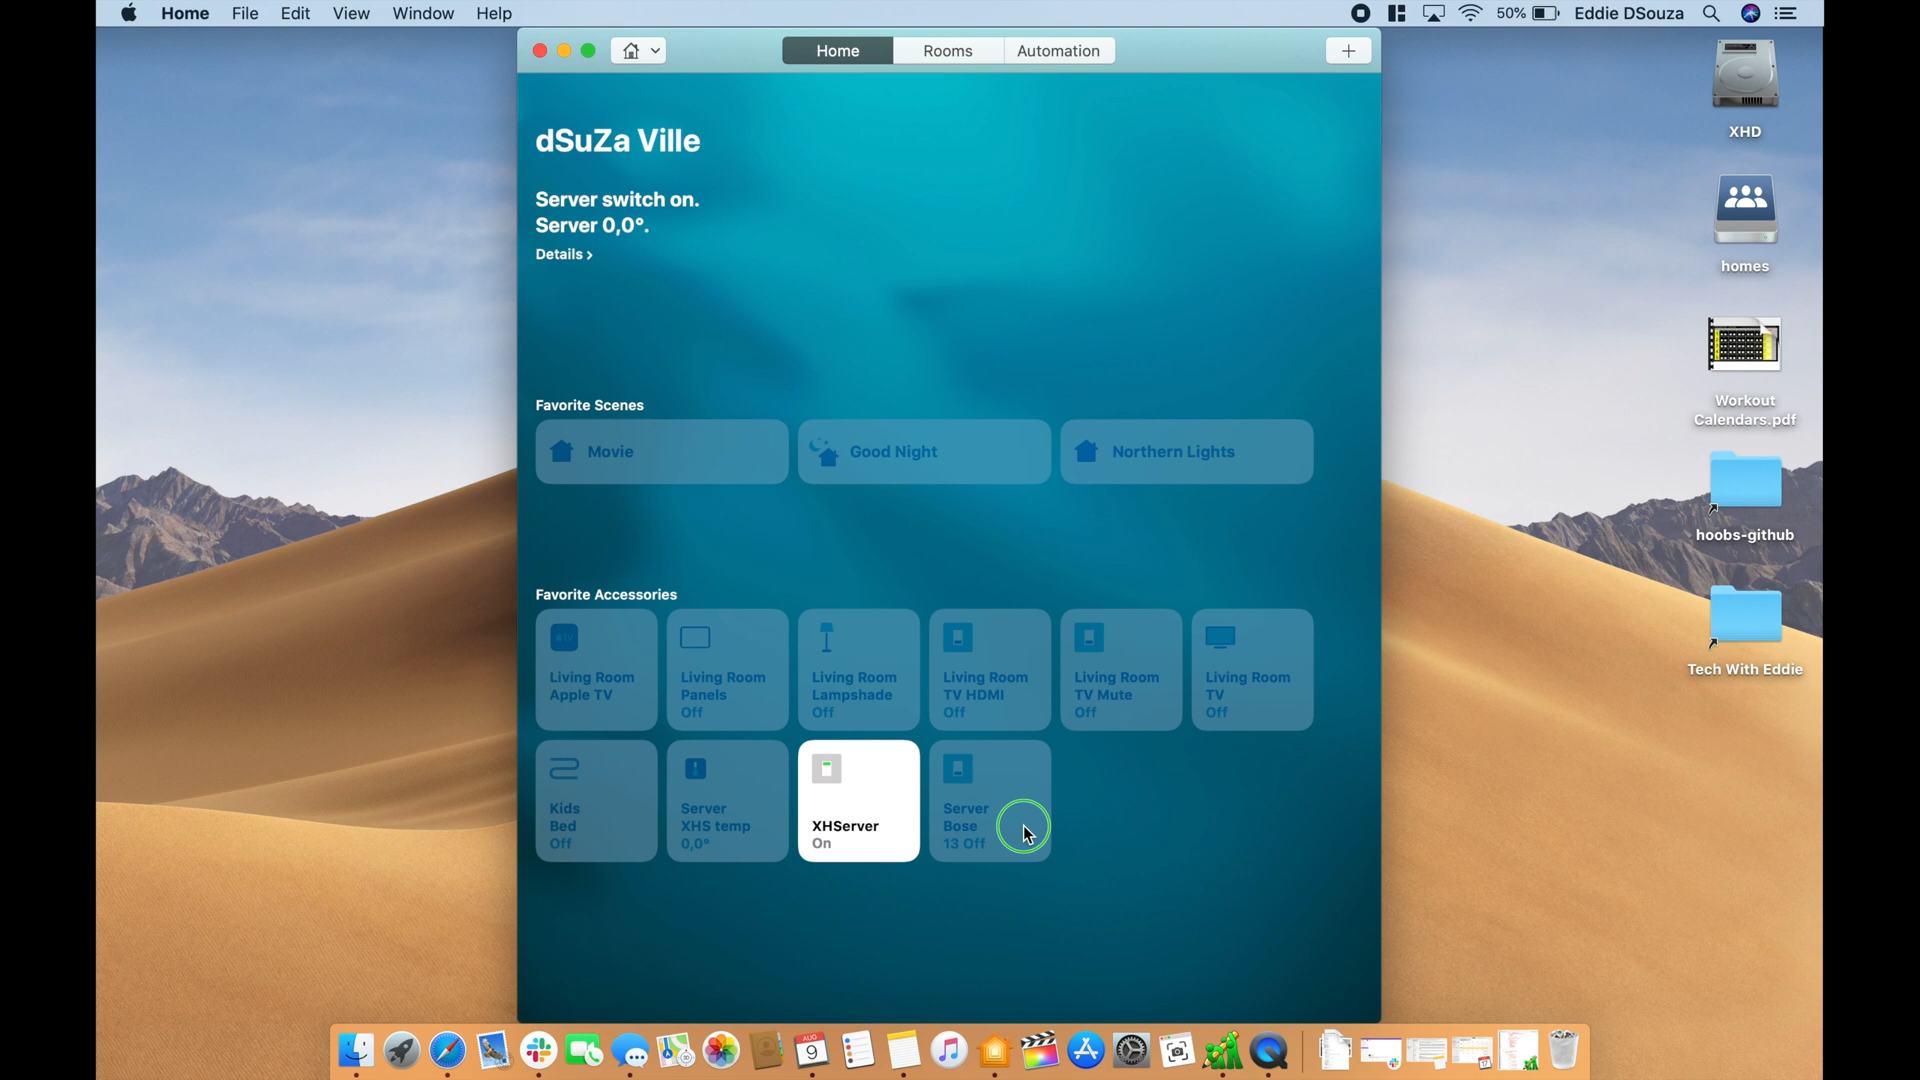 Home File Edit View Window Help
50% Eddie DSouza
Home Rooms Automation
dSuZa Ville
Server switch on.
Server 0,0°.
Details ›
Favorite Scenes
Movie
Good Night
Northern Lights
Favorite Accessories
Living Room
Apple TV
Living Room
Panels
Off
Living Room
Lampshade
Off
Living Room
TV HDMI
Off
Living Room
TV Mute
Off
Living Room
TV
Off
Kids
Bed
Off
Server
XHS temp
0,0°
XHServer
On
Server
Bose
13 Off
XHD
homes
Workout
Calendars.pdf
hoobs-github
Tech With Eddie
AUG
9